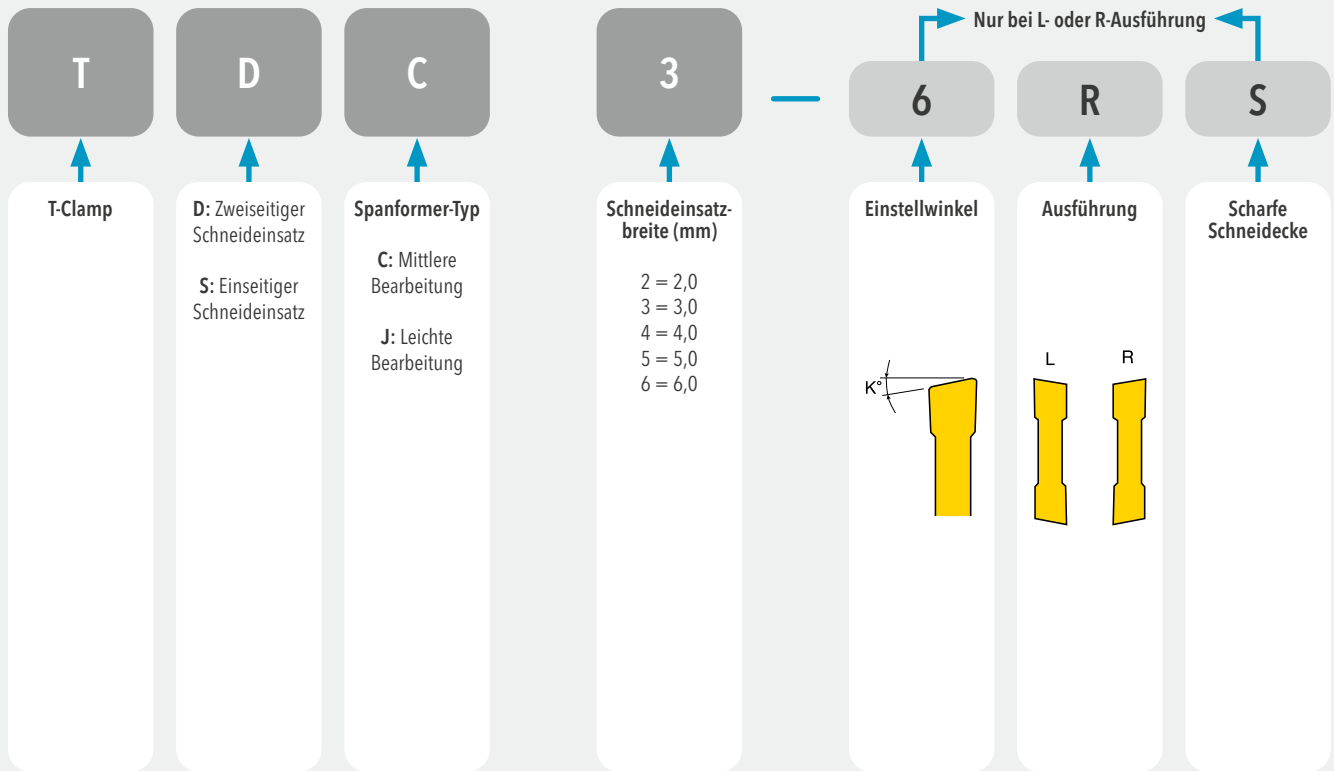 Nur bei L- oder R-Ausführung
T
D
C
3
—
6
R
S
T-Clamp
D: Zweiseitiger
Schneideinsatz
S: Einseitiger
Schneideinsatz
Spanformer-Typ
C: Mittlere
Bearbeitung
J: Leichte
Bearbeitung
Schneideinsatz-
breite (mm)
2 = 2,0
3 = 3,0
4 = 4,0
5 = 5,0
6 = 6,0
Einstellwinkel
K°
Ausführung
L
R
Scharfe
Schneidecke